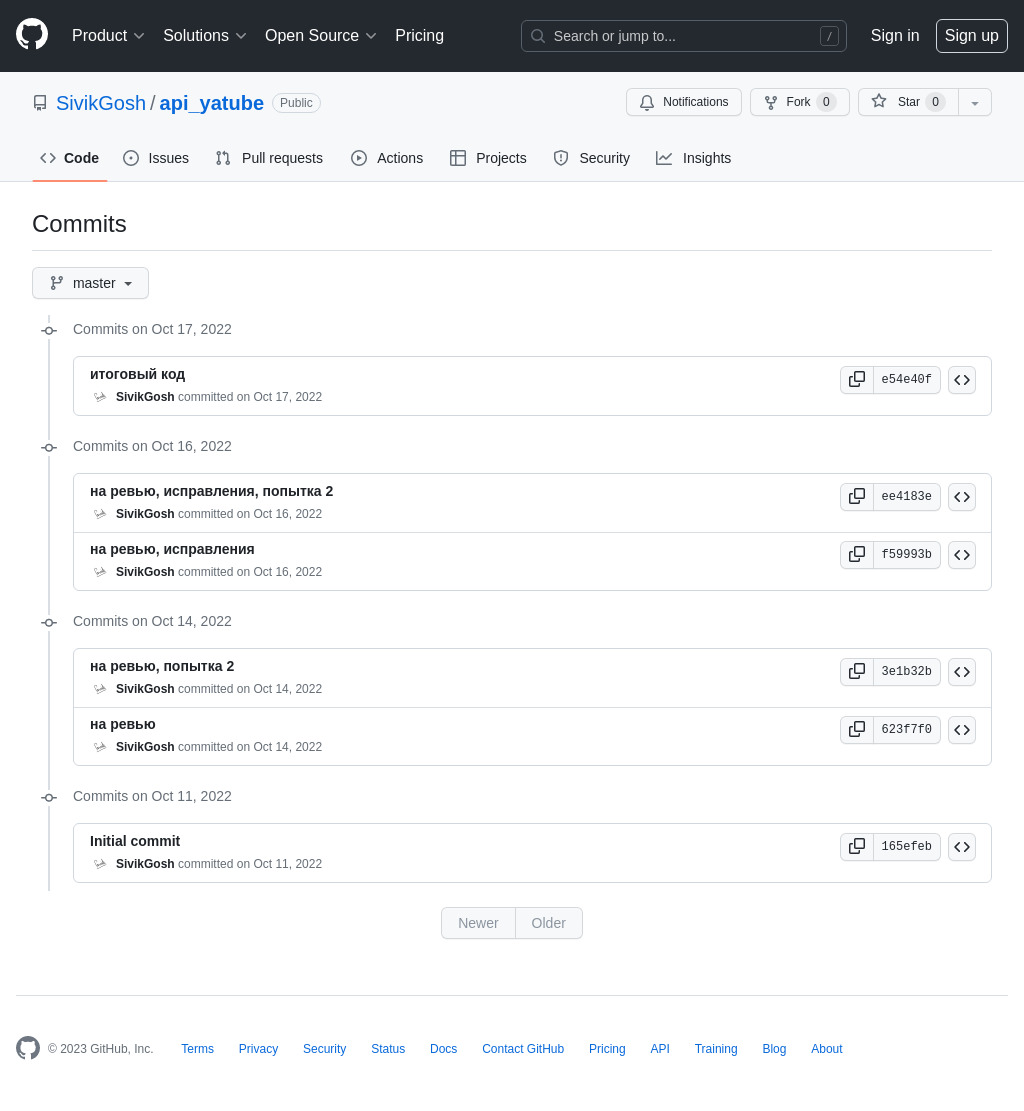 Product Solutions Open Source Pricing Search or jump to... / Sign in Sign up
SivikGosh / api_yatube Public Notifications Fork 0 Star 0
Code Issues Pull requests Actions Projects Security Insights
Commits
master
Commits on Oct 17, 2022
итоговый код
e54e40f
SivikGosh committed on Oct 17, 2022
Commits on Oct 16, 2022
на ревью, исправления, попытка 2
ee4183e
SivikGosh committed on Oct 16, 2022
на ревью, исправления
f59993b
SivikGosh committed on Oct 16, 2022
Commits on Oct 14, 2022
на ревью, попытка 2
3e1b32b
SivikGosh committed on Oct 14, 2022
на ревью
623f7f0
SivikGosh committed on Oct 14, 2022
Commits on Oct 11, 2022
Initial commit
165efeb
SivikGosh committed on Oct 11, 2022
Newer Older
© 2023 GitHub, Inc. Terms Privacy Security Status Docs Contact GitHub Pricing API Training Blog About